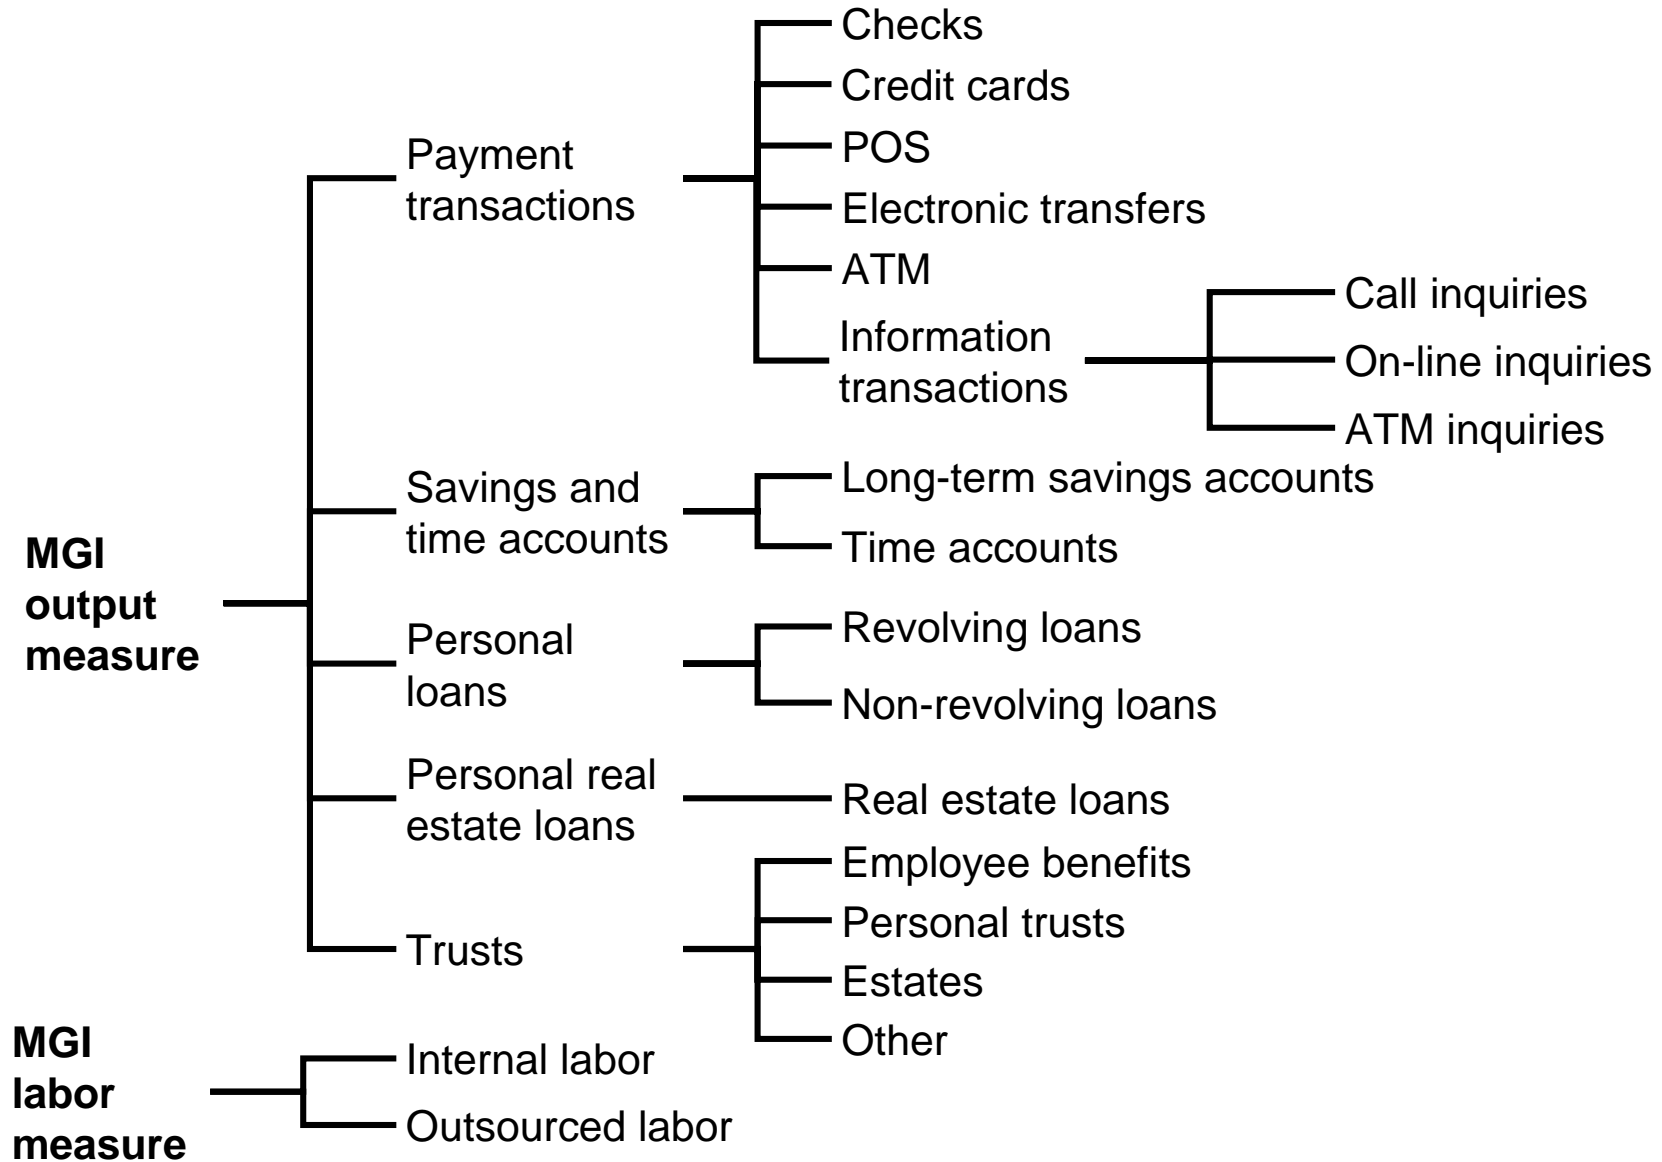 MGI
output
measure
Payment
transactions
Checks
Credit cards
POS
Electronic transfers
ATM
Information
transactions
Call inquiries
On-line inquiries
ATM inquiries
Savings and
time accounts
Long-term savings accounts
Time accounts
Personal
loans
Revolving loans
Non-revolving loans
Personal real
estate loans
Real estate loans
Trusts
Employee benefits
Personal trusts
Estates
Other
MGI
labor
measure
Internal labor
Outsourced labor